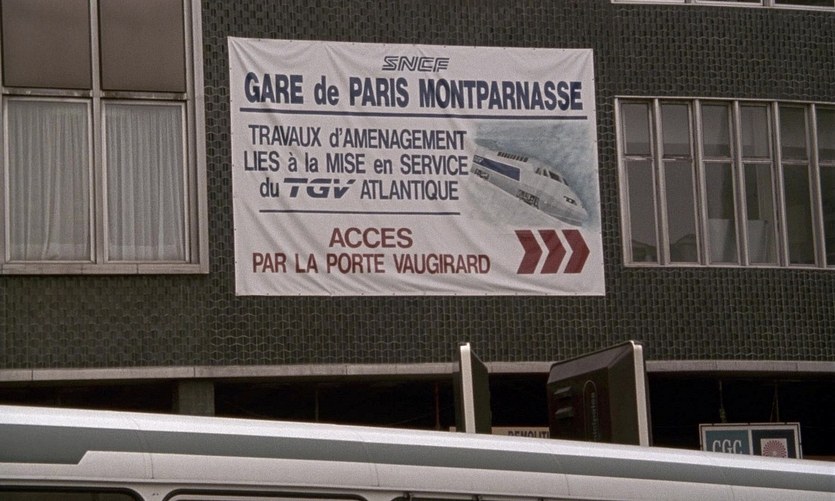 SNCF
GARE de PARIS MONTPARNASSE
TRAVAUX d'AMENAGEMENT
LIES à la MISE en SERVICE
du TGV ATLANTIQUE
ACCES
PAR LA PORTE VAUGIRARD
CGC